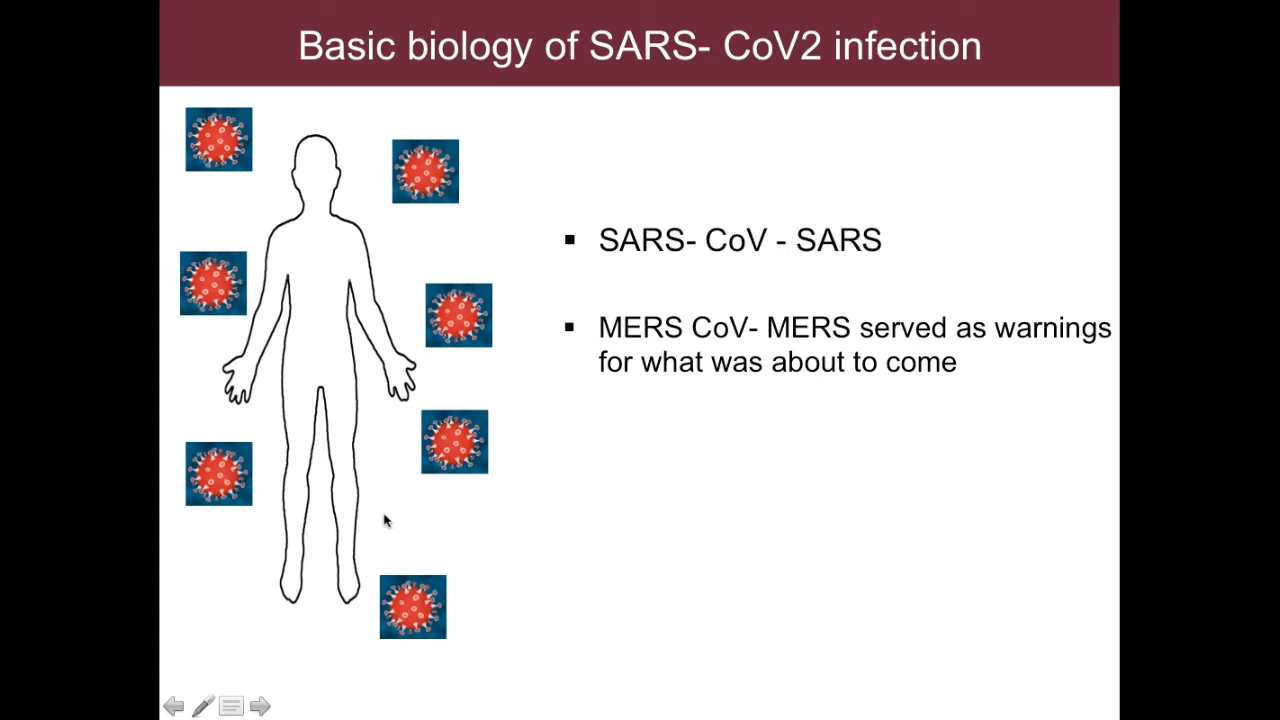 Basic biology of SARS- CoV2 infection
SARS- CoV - SARS
MERS CoV- MERS served as warnings
for what was about to come